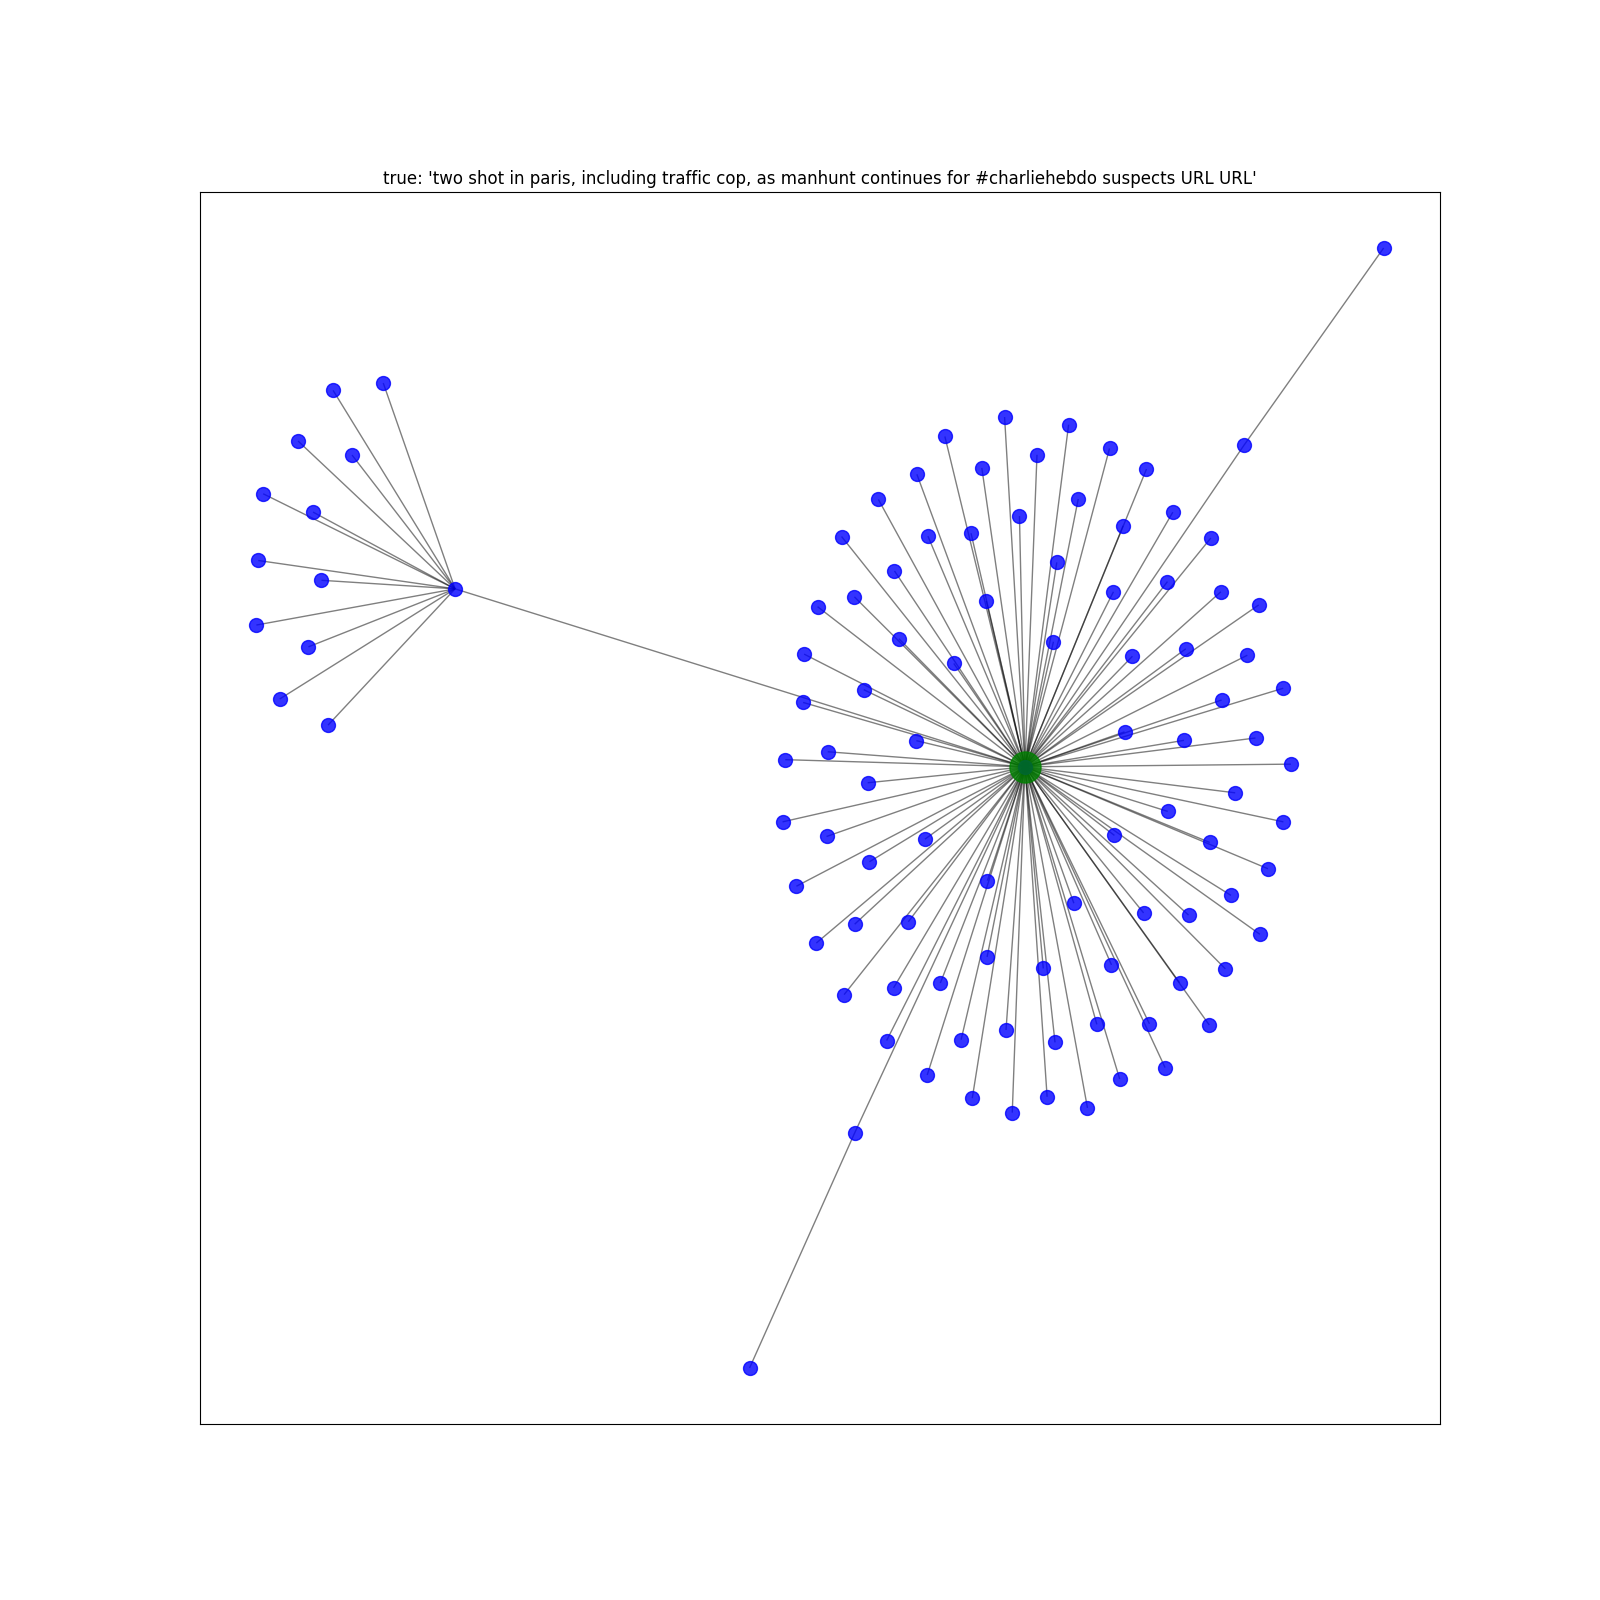 true: 'two shot in paris, including traffic cop, as manhunt continues for #charliehebdo suspects URL URL'